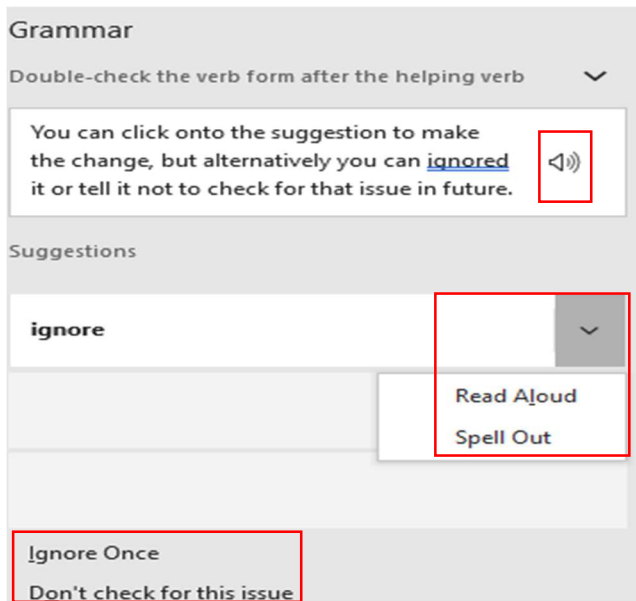 Grammar
Double-check the verb form after the helping verb
You can click onto the suggestion to make
the change, but alternatively you can ignored
it or tell it not to check for that issue in future.
Suggestions
ignore
Read Aloud
Spell Out
Ignore Once
Don't check for this issue